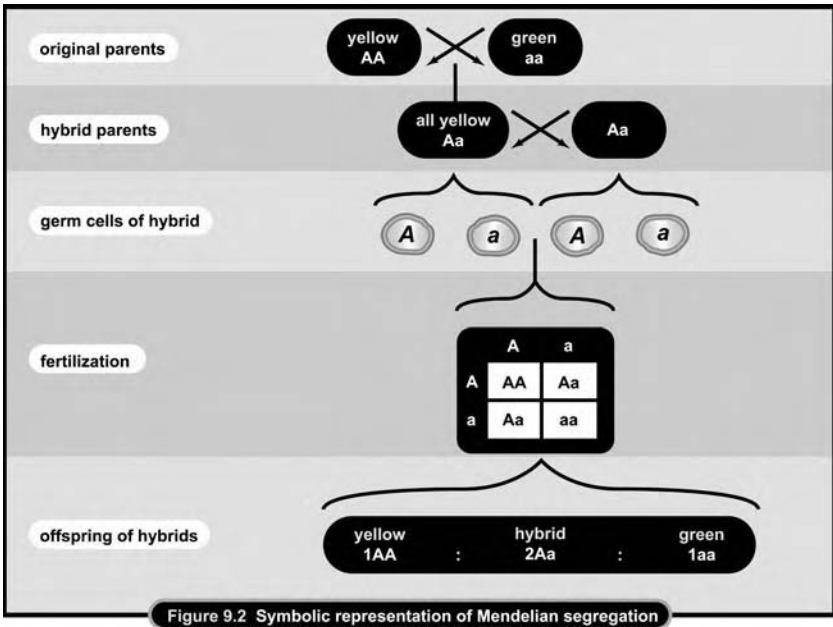 original parents
yellow green
AA aa
hybrid parents
all yellow
Aa Aa
germ cells of hybrid
A a A a
fertilization
A a
A AA Aa
a Aa aa
offspring of hybrids
yellow hybrid green
1AA : 2Aa : 1aa
Figure 9.2 Symbolic representation of Mendelian segregation